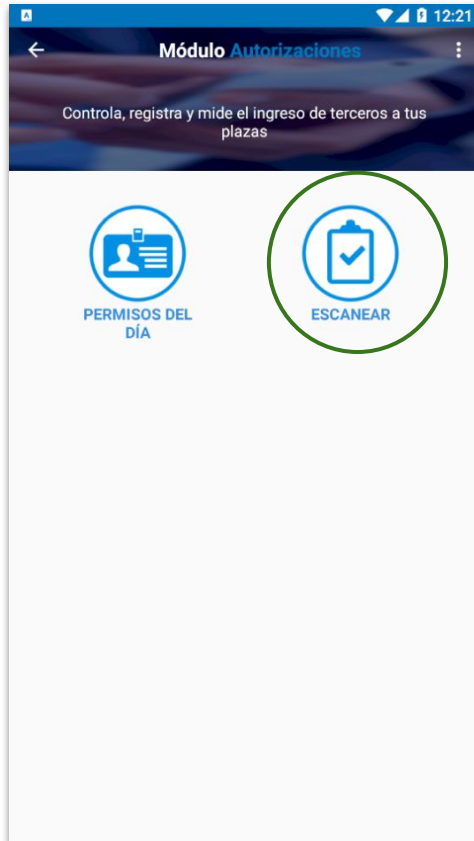 A
12:21
Módulo Autorizaciones
Controla, registra y mide el ingreso de terceros a tus
plazas
PERMISOS DEL
DÍA
ESCANEAR